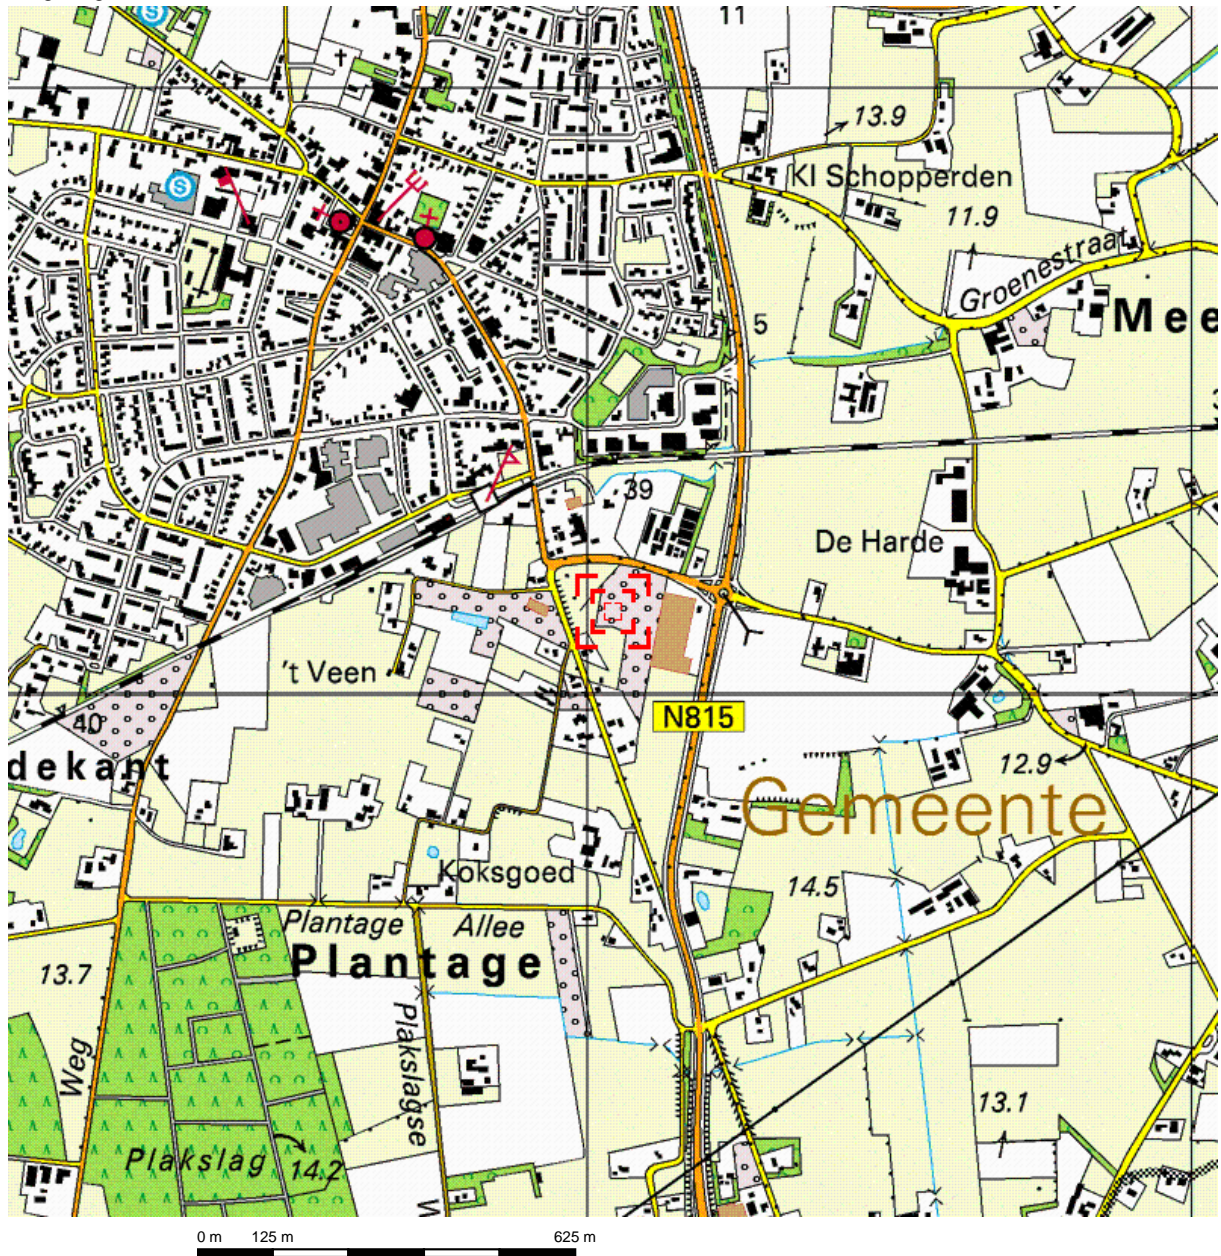 11
S
13.9
Kl Schopperden
S
11.9
Groenestraat
5
Mee
39
De Harde
't Veen
N815
40
dekant
12.9
Gemeente
Koksgoed
14.5
Plantage Allee
Plantage
13.7
Weg
Plakslagse
13.1
Plakslag
14.2
0 m 125 m 625 m